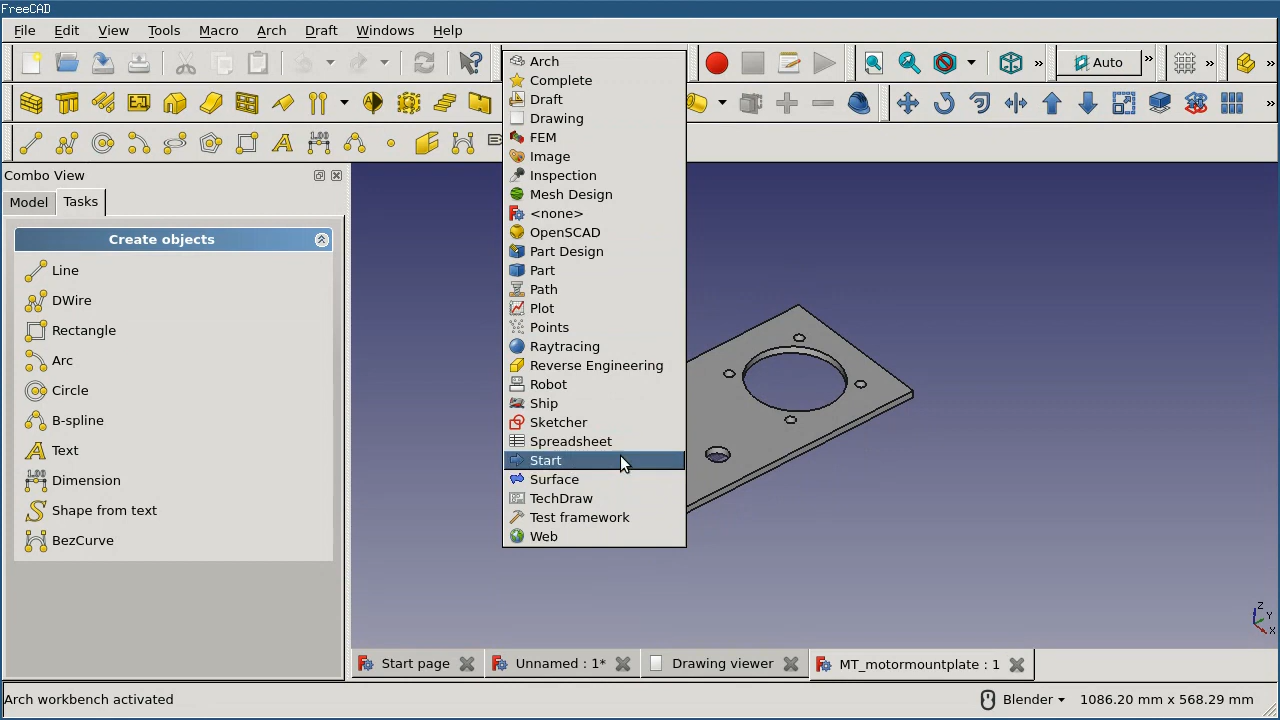 FreeCAD
File Edit View Tools Macro Arch Draft Windows Help
Auto
A 1.00
Combo View
Model Tasks
Create objects
Line
DWire
Rectangle
Arc
Circle
B-spline
Text
Dimension
Shape from text
BezCurve
Arch
Complete
Draft
Drawing
FEM
Image
Inspection
Mesh Design
<none>
OpenSCAD
Part Design
Part
Path
Plot
Points
Raytracing
Reverse Engineering
Robot
Ship
Sketcher
Spreadsheet
Start
Surface
TechDraw
Test framework
Web
Z
Y
X
Start page Unnamed : 1* Drawing viewer MT_motormountplate : 1
Arch workbench activated Blender 1086.20 mm x 568.29 mm